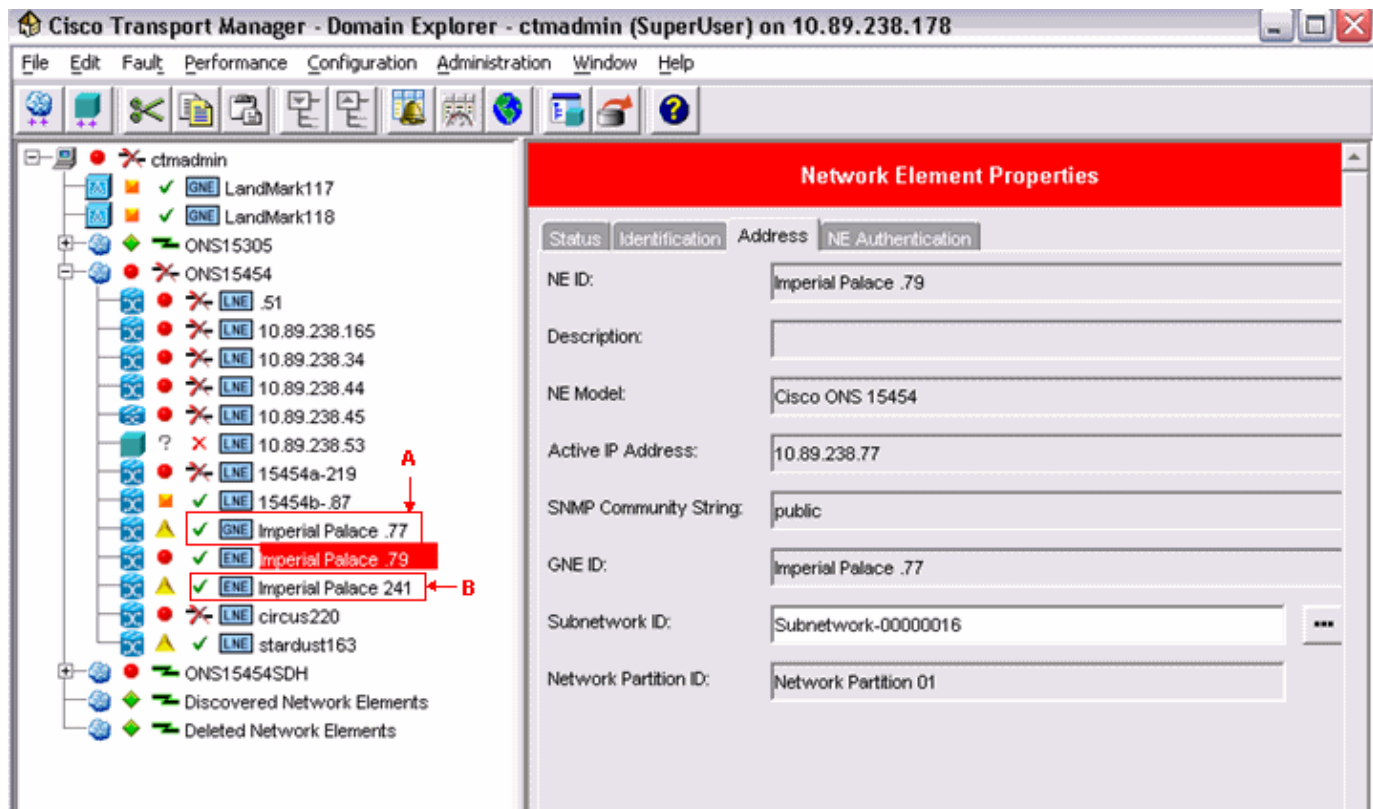 Cisco Transport Manager - Domain Explorer - ctmadmin (SuperUser) on 10.89.238.178
File Edit Fault Performance Configuration Administration Window Help
ctmadmin
GNE LandMark117
GNE LandMark118
ONS15305
ONS15454
LNE .51
LNE 10.89.238.165
LNE 10.89.238.34
LNE 10.89.238.44
LNE 10.89.238.45
? LNE 10.89.238.53
A
LNE 15454a-219
LNE 15454b-.87
GNE Imperial Palace .77
ENE Imperial Palace .79
ENE Imperial Palace 241
B
LNE circus220
LNE stardust163
ONS15454SDH
Discovered Network Elements
Deleted Network Elements
Network Element Properties
Status Identification Address NE Authentication
NE ID: Imperial Palace .79
Description:
NE Model: Cisco ONS 15454
Active IP Address: 10.89.238.77
SNMP Community String: public
GNE ID: Imperial Palace .77
Subnetwork ID: Subnetwork-00000016 ...
Network Partition ID: Network Partition 01